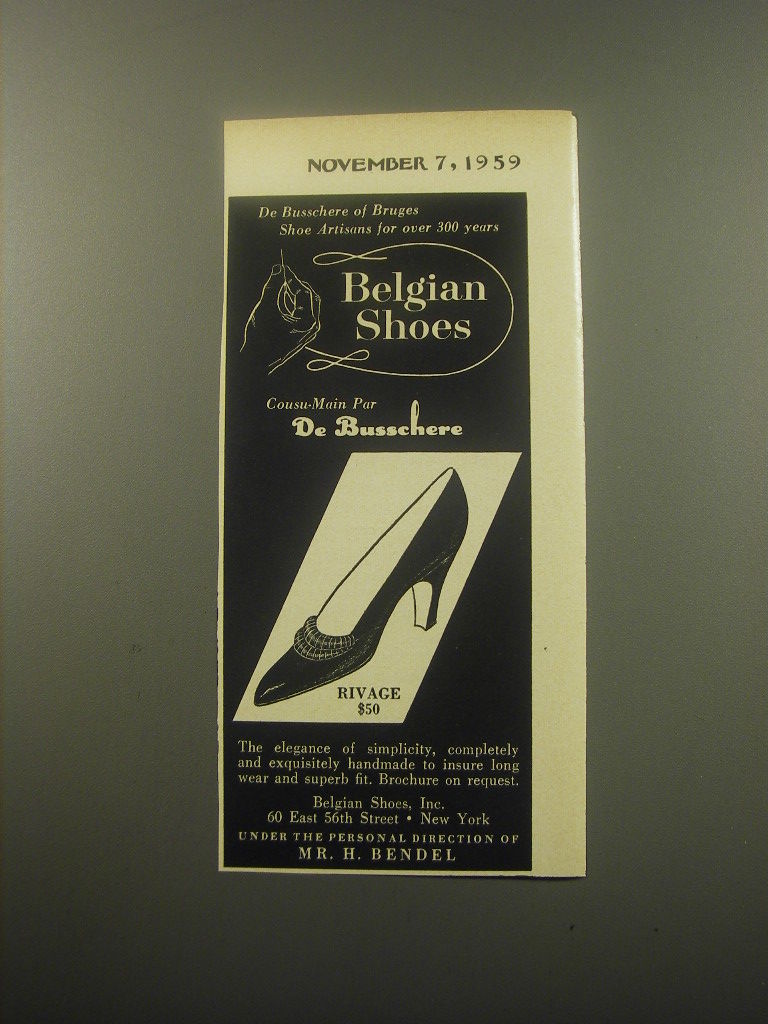 NOVEMBER 7, 1959
De Busschere of Bruges
Shoe Artisans for over 300 years
Belgian
Shoes
Cousu-Main Par
De Busschere
RIVAGE
$50
The elegance of simplicity, completely
and exquisitely handmade to insure long
wear and superb fit. Brochure on request.
Belgian Shoes, Inc.
60 East 56th Street • New York
UNDER THE PERSONAL DIRECTION OF
MR. H. BENDEL